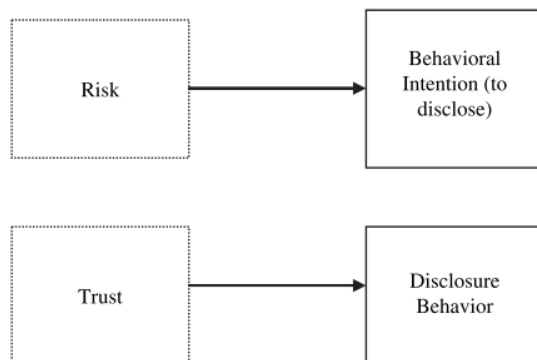 Risk
Behavioral
Intention (to
disclose)
Trust
Disclosure
Behavior